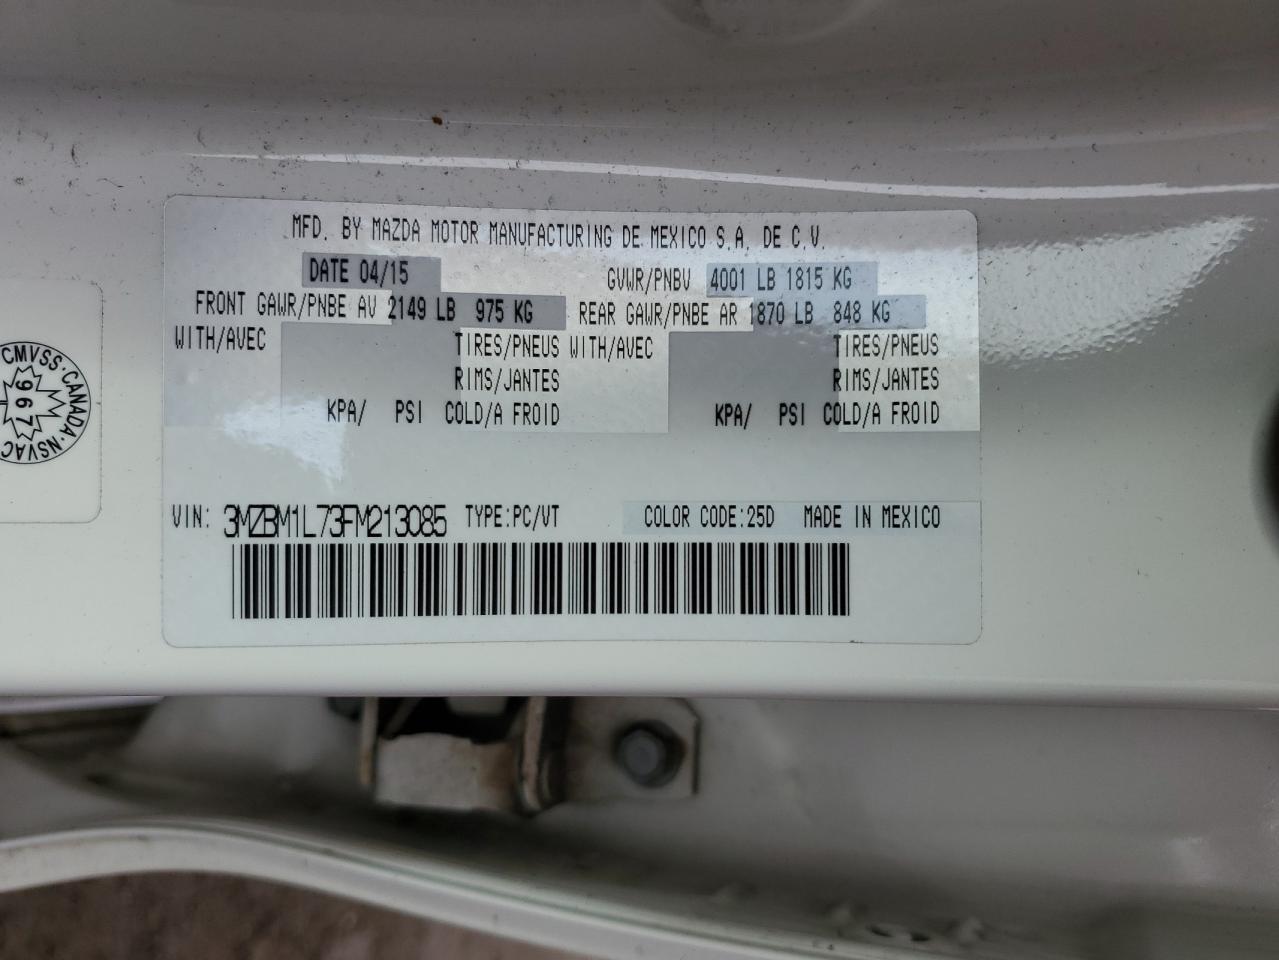 MFD. BY MAZDA MOTOR MANUFACTURING DE MEXICO S.A. DE C.V.
DATE 04/15 GVWR/PNBV 4001 LB 1815 KG
FRONT GAWR/PNBE AV 2149 LB 975 KG REAR GAWR/PNBE AR 1870 LB 848 KG
WITH/AVEC TIRES/PNEUS WITH/AVEC TIRES/PNEUS
RIMS/JANTES RIMS/JANTES
KPA/ PSI COLD/A FROID KPA/ PSI COLD/A FROID
VIN: 3MZBM1L73FM213085 TYPE:PC/VT COLOR CODE:25D MADE IN MEXICO
CMVSS·CANADA·NSVAC
967